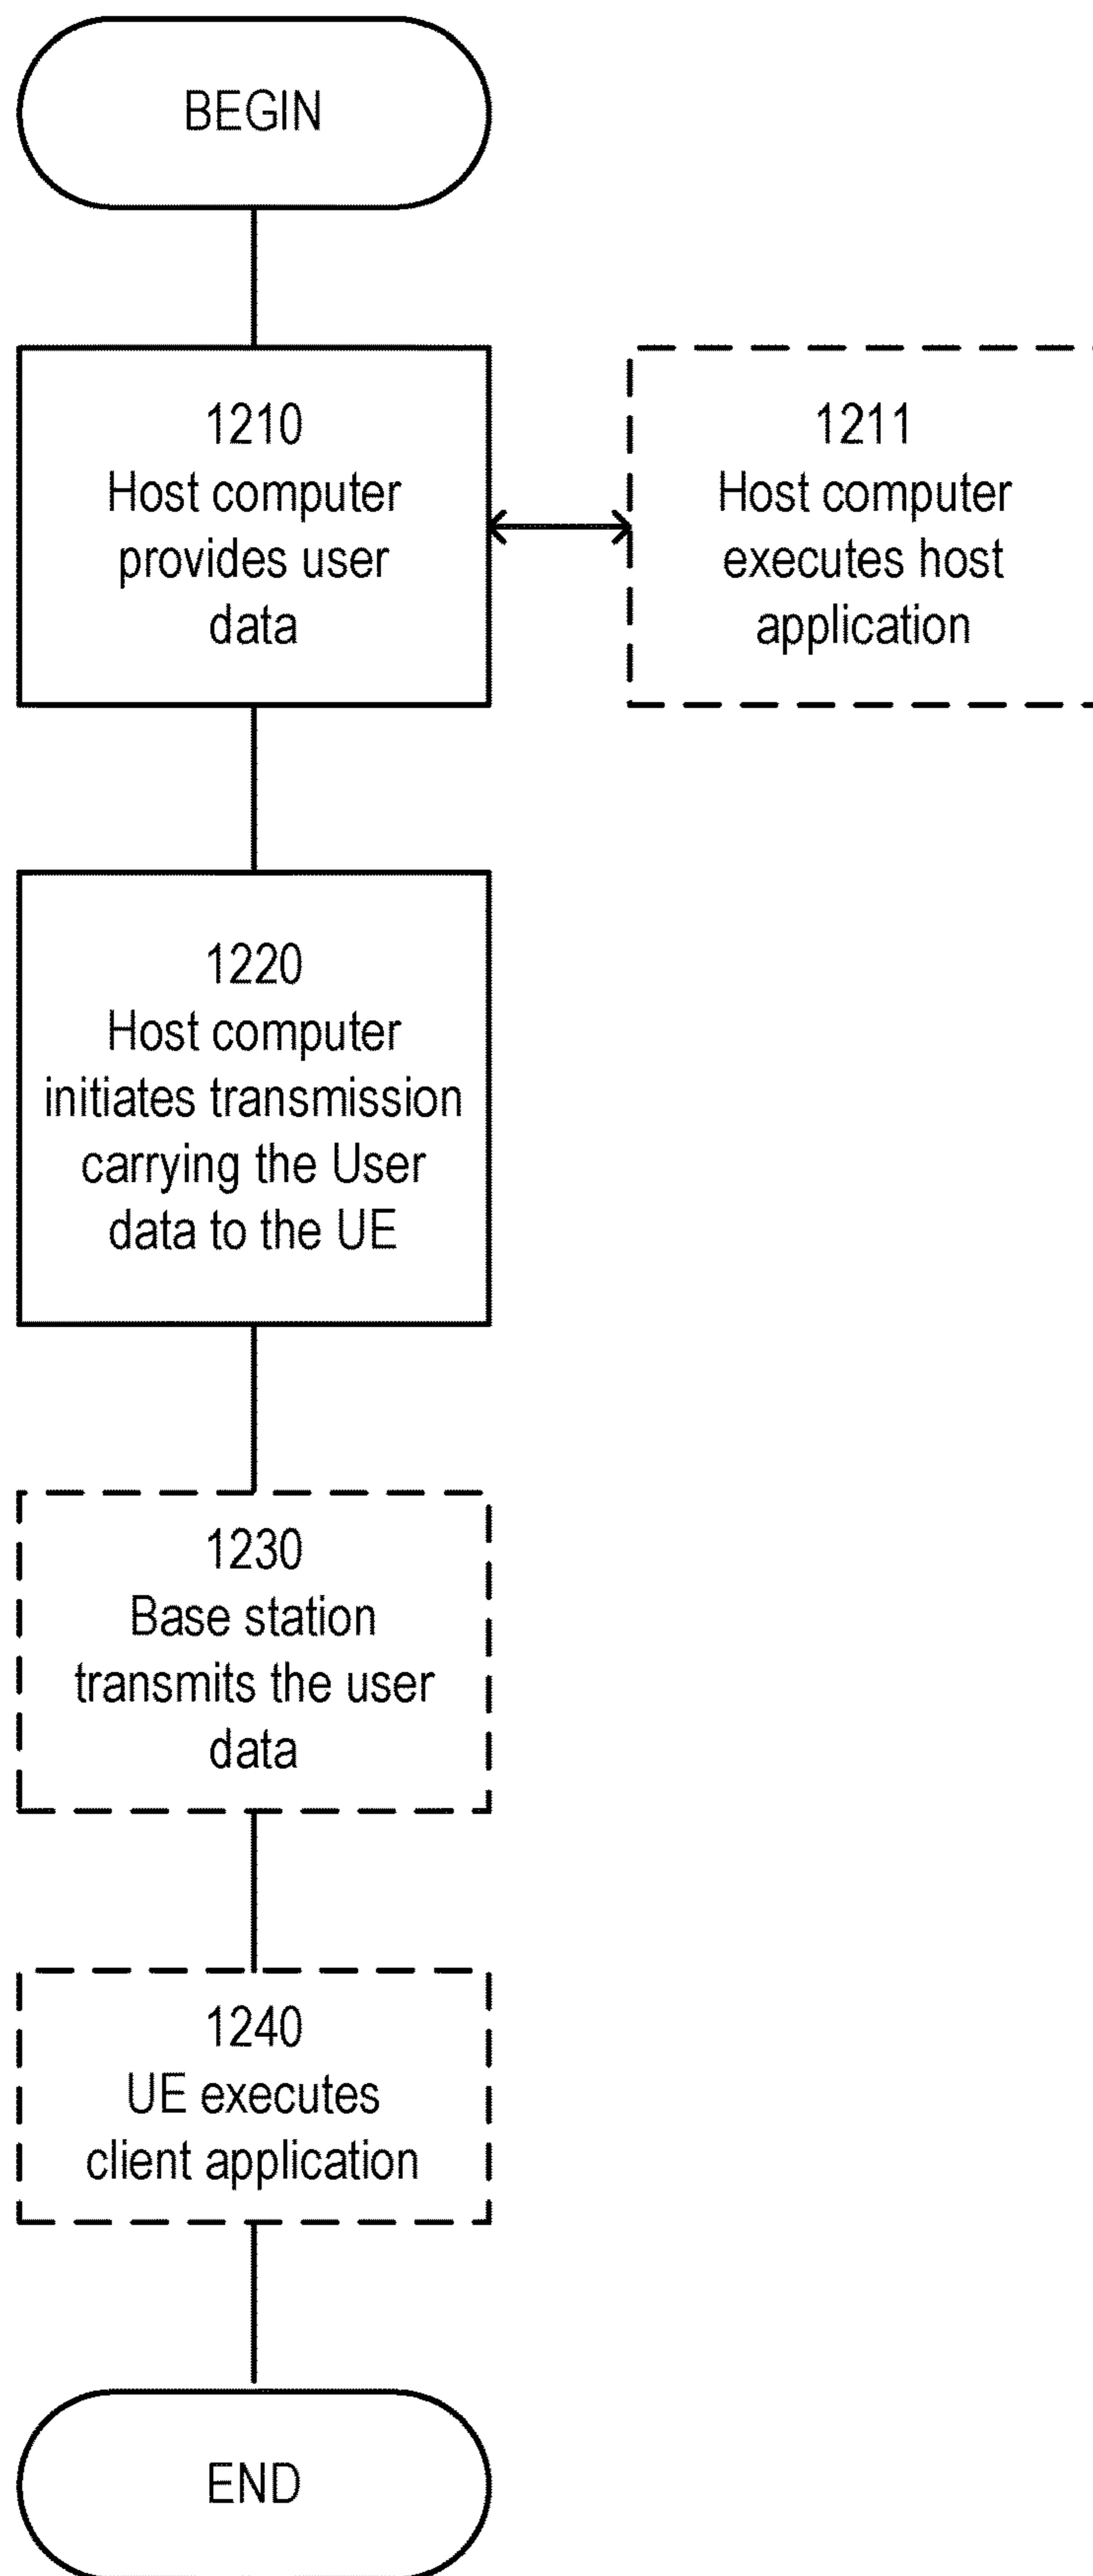 BEGIN
1210
Host computer
provides user
data
1211
Host computer
executes host
application
1220
Host computer
initiates transmission
carrying the User
data to the UE
1230
Base station
transmits the user
data
1240
UE executes
client application
END